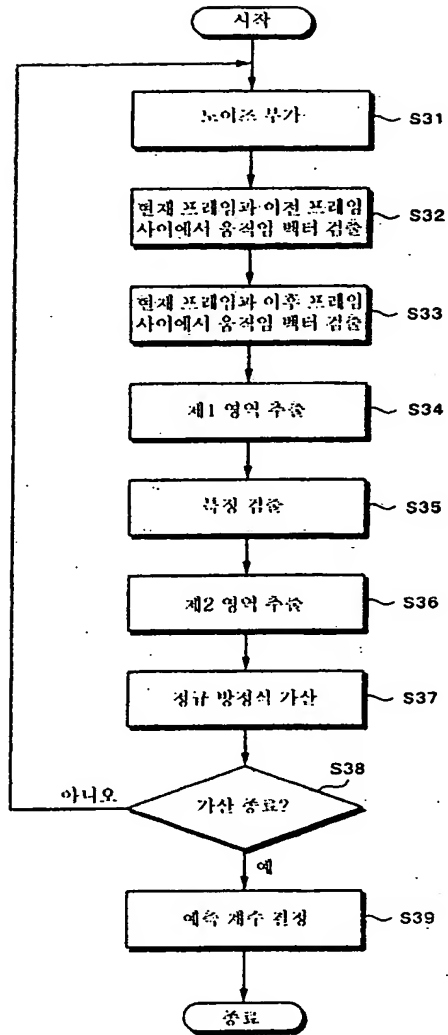 시작
노이즈 부가
S31
현재 프레임과 이전 프레임
사이에서 움직임 벡터 검출
S32
현재 프레임과 이후 프레임
사이에서 움직임 벡터 검출
S33
제1 영역 추출
S34
특징 검출
S35
제2 영역 추출
S36
정규 방정식 가산
S37
S38
가산 종료?
아니오
예
예측 계수 결정
S39
종료